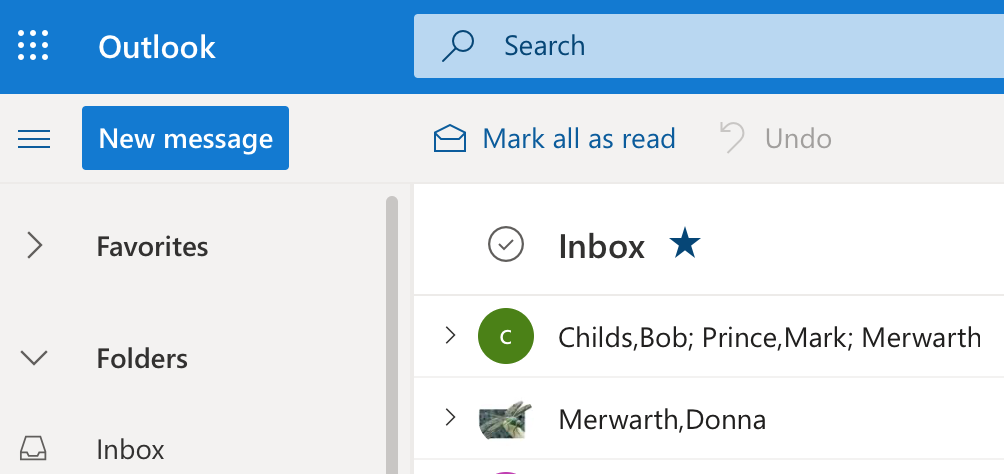 Outlook
Search
New message
Mark all as read
Undo
Favorites
Folders
Inbox
Inbox
C
Childs,Bob; Prince,Mark; Merwarth
Merwarth,Donna